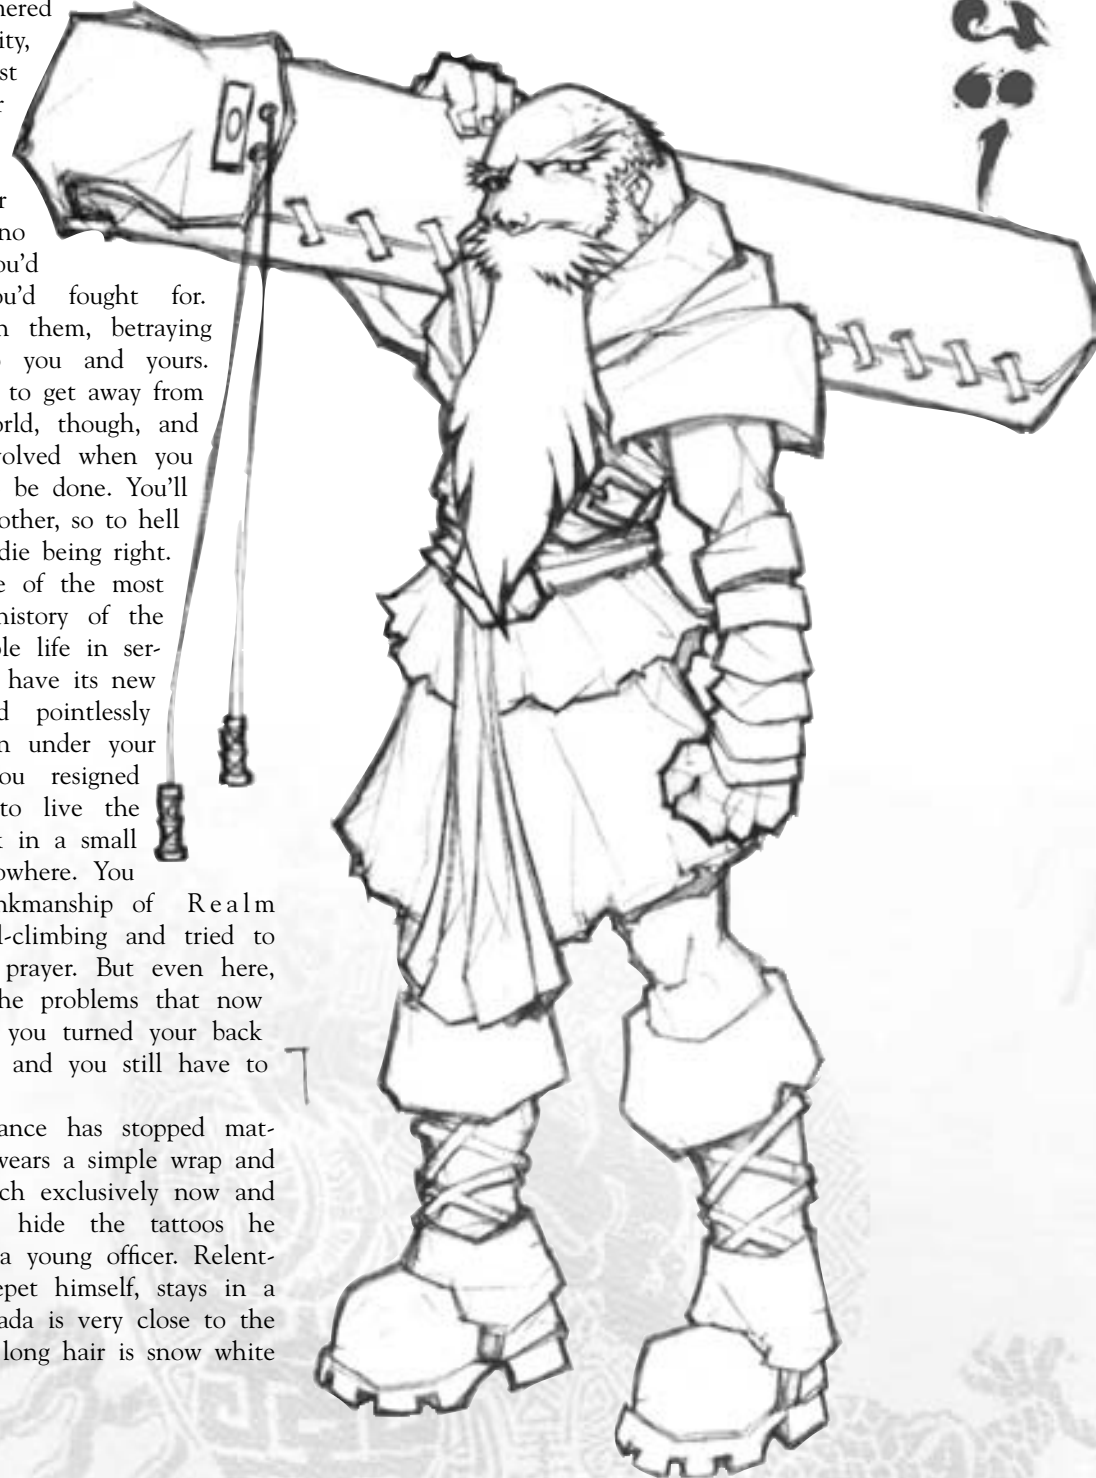 nered
ity,
st
r
r
no
ou'd
ou'd fought for.
n them, betraying
you and yours.
to get away from
orld, though, and
volved when you
be done. You'll
other, so to hell
die being right.
e of the most
history of the
ole life in ser-
have its new
d pointlessly
n under your
ou resigned
to live the
k in a small
owhere. You
nkmanship of Realm
l-climbing and tried to
prayer. But even here,
he problems that now
you turned your back
and you still have to
ance has stopped mat-
wears a simple wrap and
ch exclusively now and
hide the tattoos he
a young officer. Relent-
epet himself, stays in a
ada is very close to the
long hair is snow white